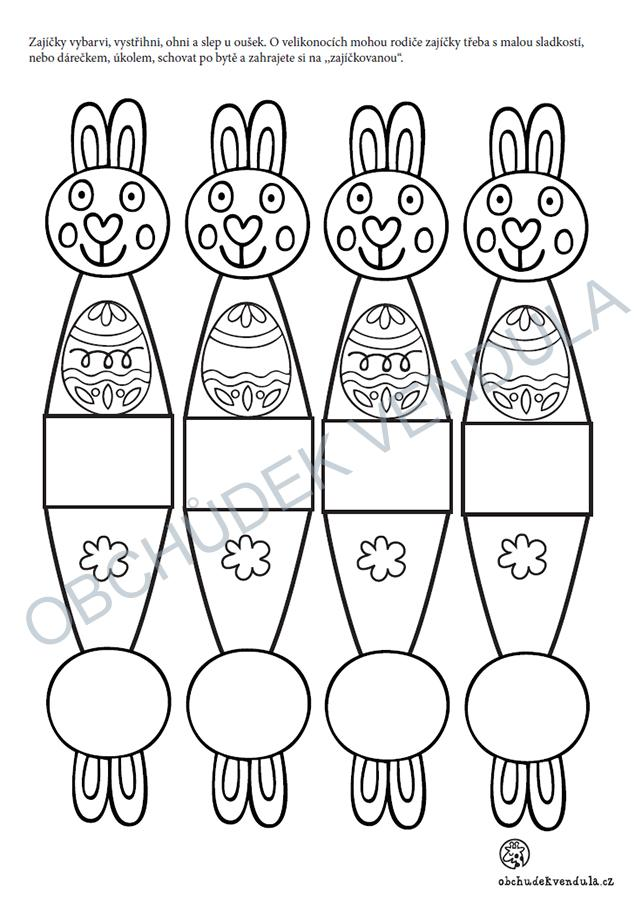 Zajíčky vybarvi, vystřihni, ohni a slep u oušek. O velikonocích mohou rodiče zajíčky třeba s malou sladkostí,
nebo dárečkem, úkolem, schovat po bytě a zahrajete si na ,,zajíčkovanou“.
OBCHŮDEK VENDULA
obchudekvendula.cz